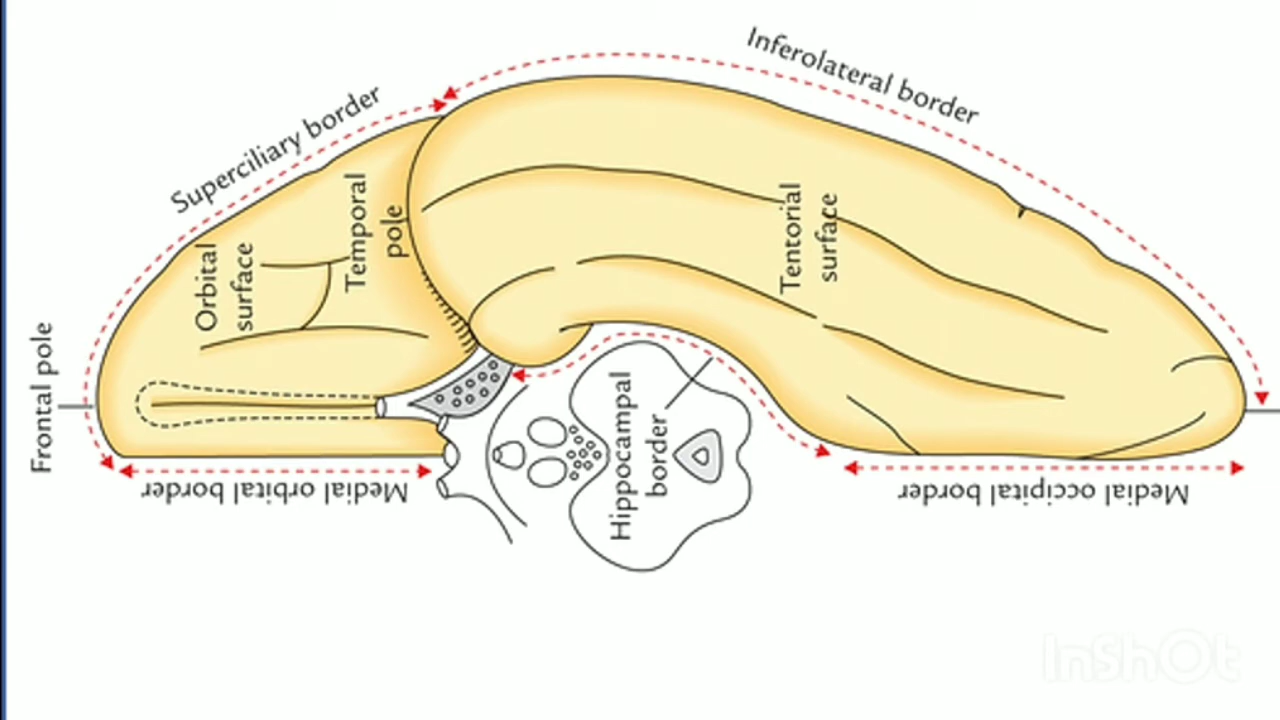 Inferolateral border
Superciliary border
Temporal
pole
Orbital
surface
Tentorial
surface
Frontal pole
Hippocampal
border
Medial orbital border
Medial occipital border
InShOt